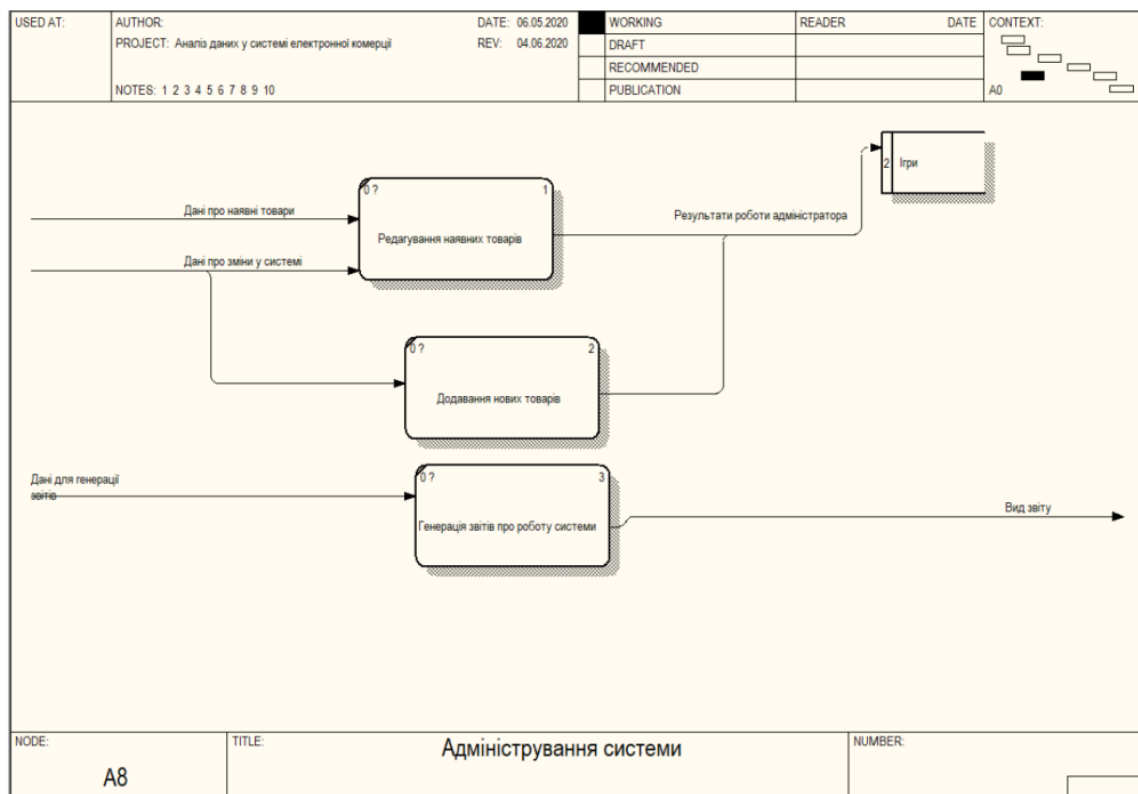 USED AT:
AUTHOR:
DATE: 06.05.2020
PROJECT: Аналіз даних у системі електронної комерції
REV: 04.06.2020
NOTES: 1 2 3 4 5 6 7 8 9 10
WORKING
DRAFT
RECOMMENDED
PUBLICATION
READER
DATE
CONTEXT:
A0
2
Ігри
0 ?
1
Дані про наявні товари
Результати роботи адміністратора
Редагування наявних товарів
Дані про зміни у системі
0 ?
2
Додавання нових товарів
0 ?
3
Дані для генерації
звітів
Вид звіту
Генерація звітів про роботу системи
NODE:
A8
TITLE:
Адміністрування системи
NUMBER: